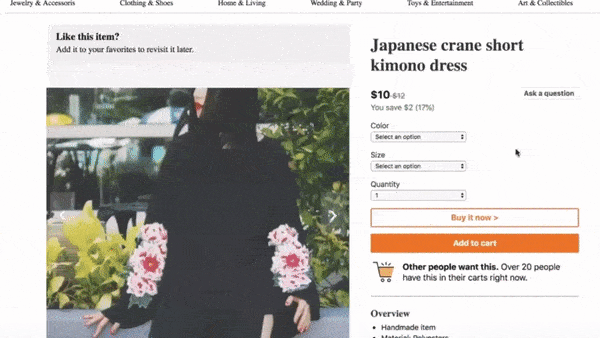 Jewelry & Accessoris
Clothing & Shoes
Home & Living
Wedding & Party
Toys & Entertainment
Art & Collectibles
Like this item?
Add it to your favorites to revisit it later.
Japanese crane short
kimono dress
$10 $12
Ask a question
You save $2 (17%)
Color
Select an option
Size
Select an option
Quantity
1
Buy it now >
Add to cart
Other people want this. Over 20 people
have this in their carts right now.
Overview
• Handmade item
• Material: Polyesters